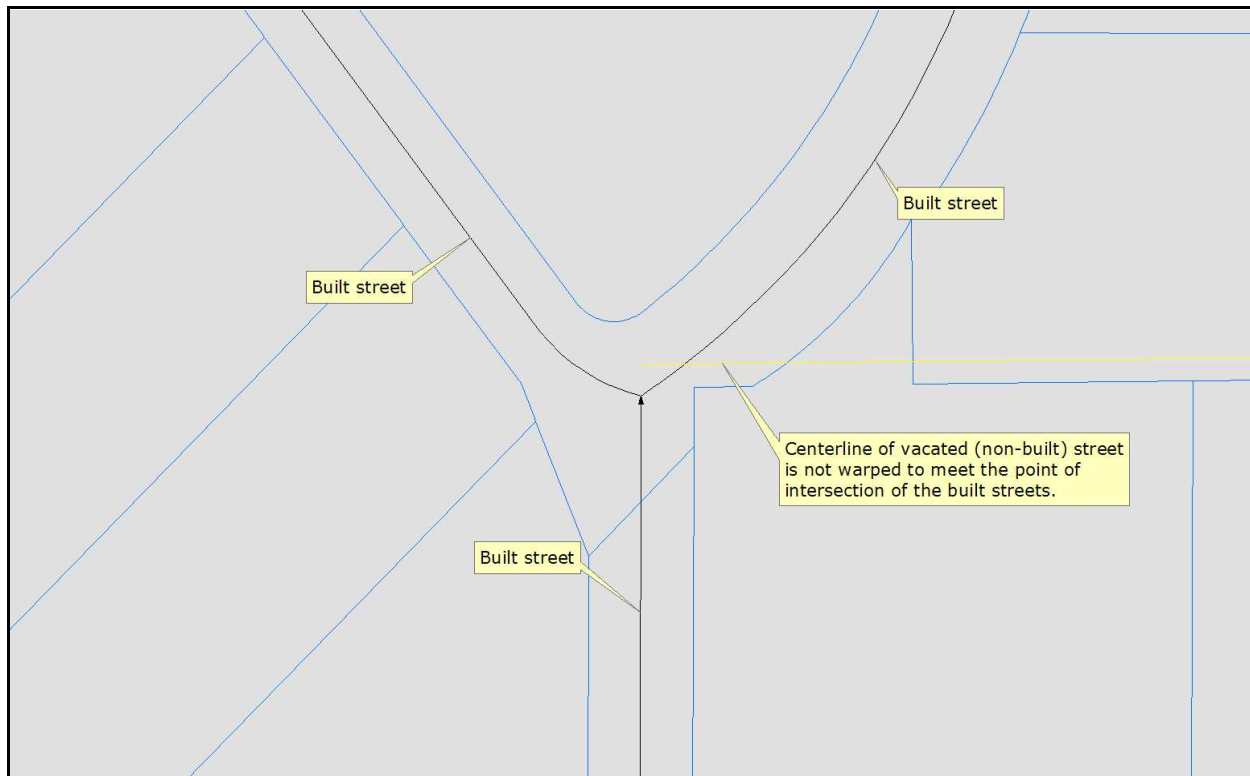 Built street
Built street
Centerline of vacated (non-built) street
is not warped to meet the point of
intersection of the built streets.
Built street